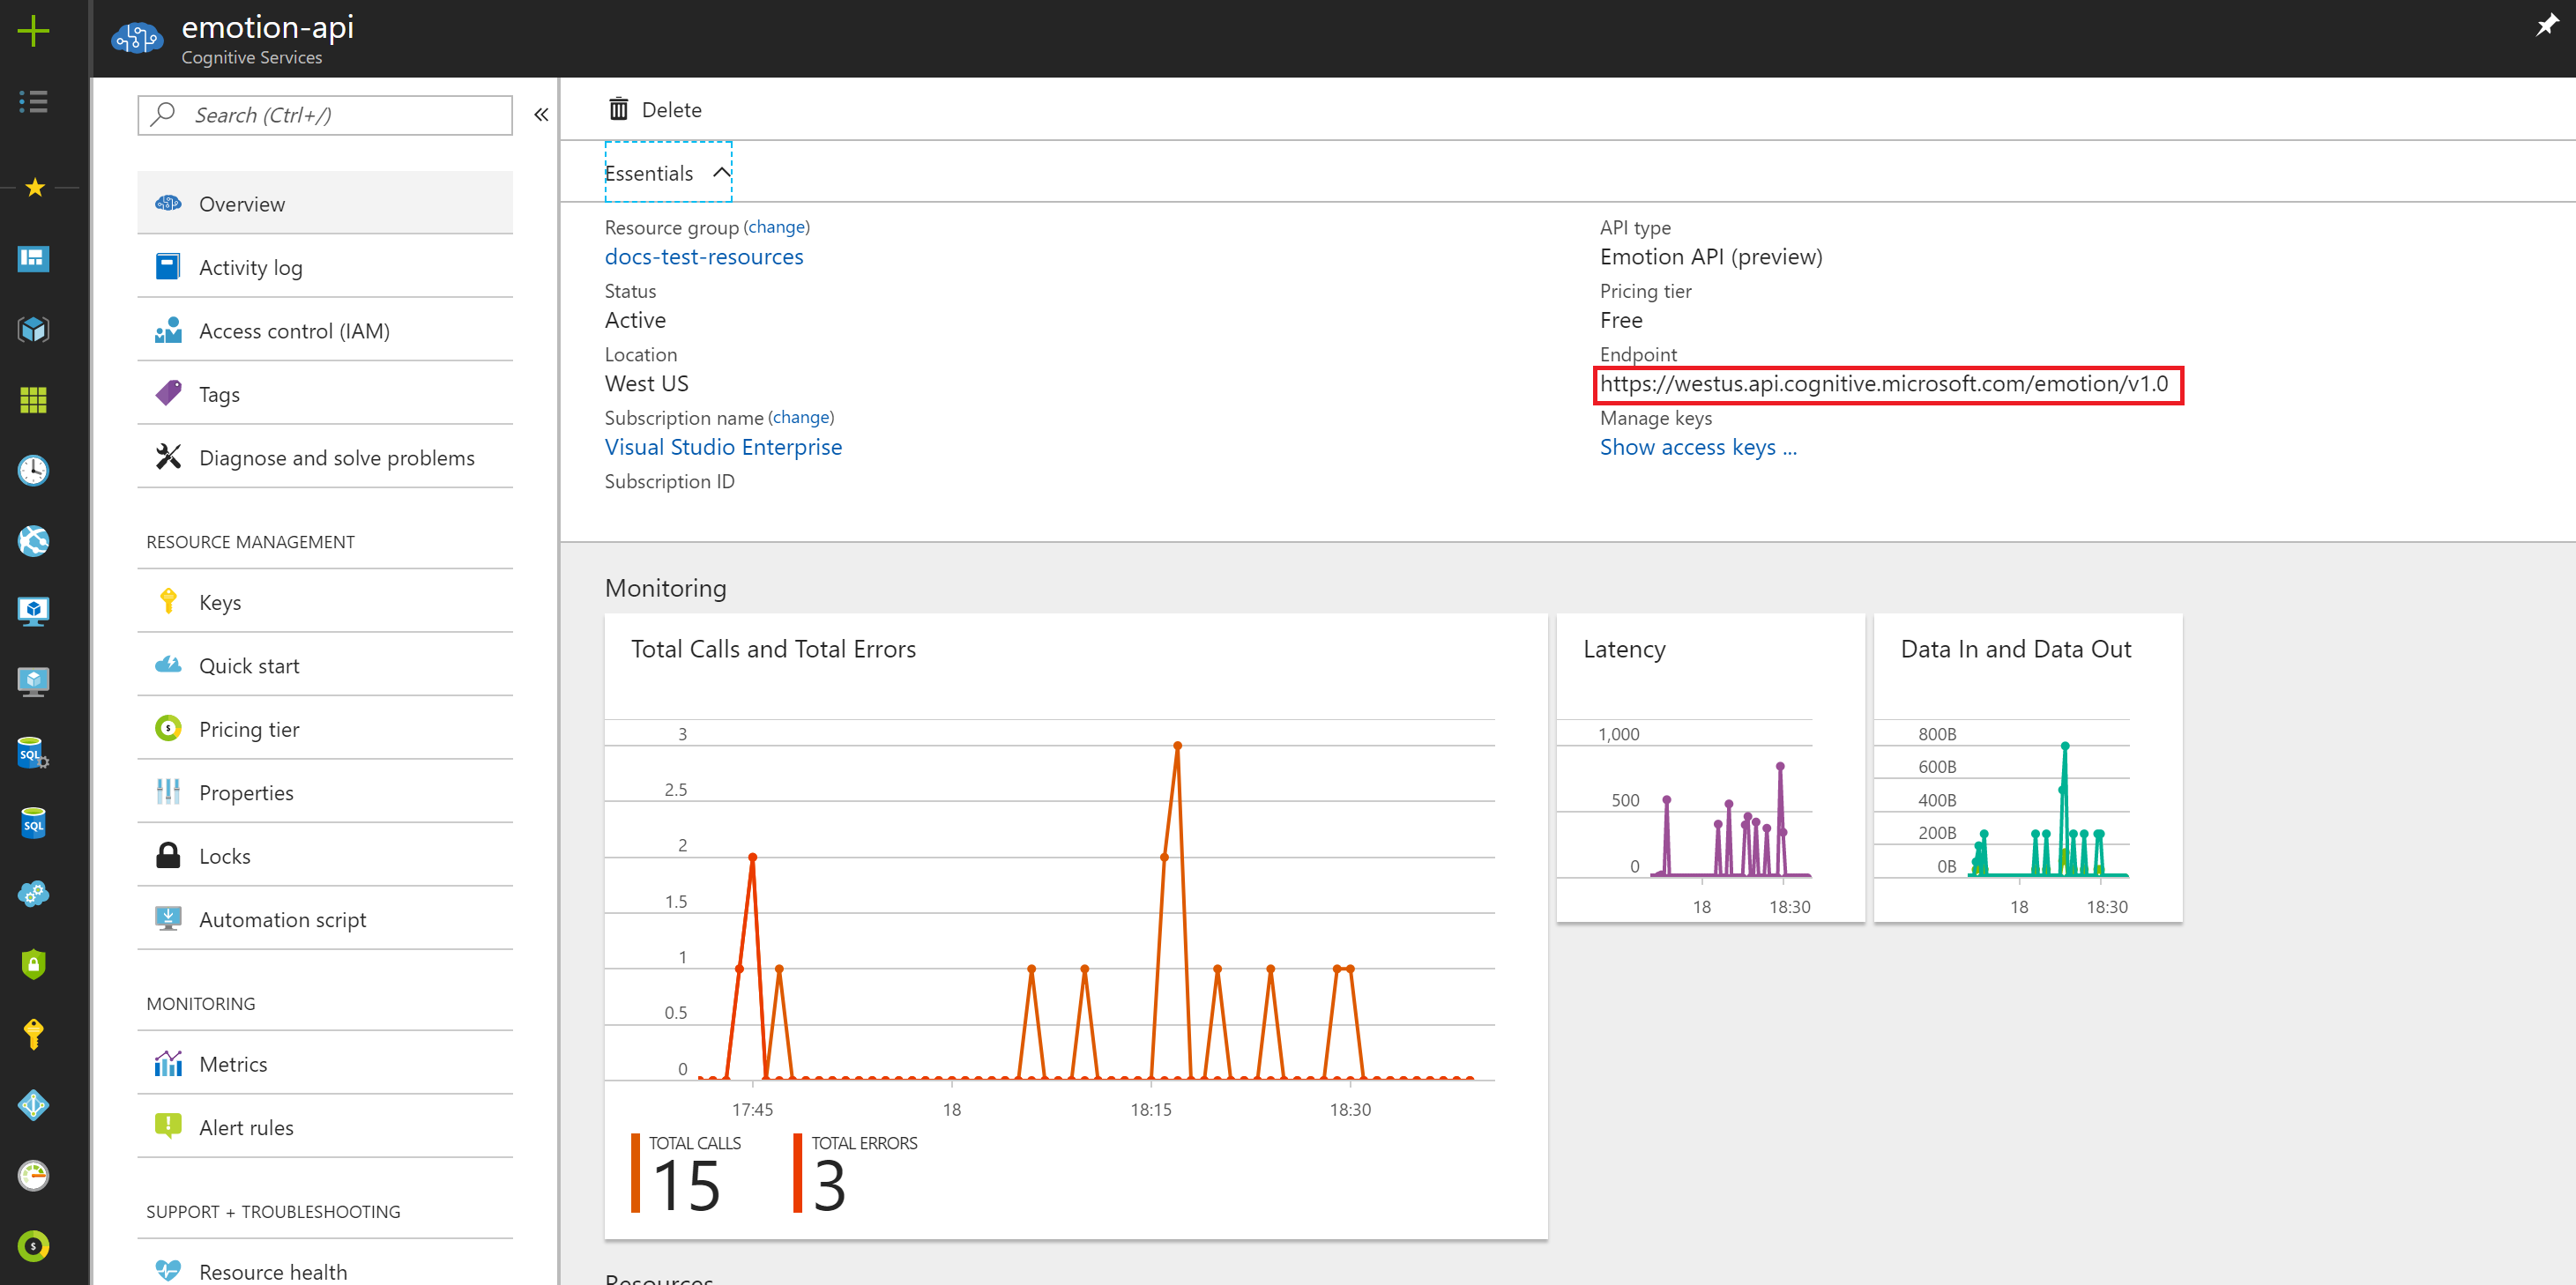 emotion-api
Cognitive Services
Search (Ctrl+/)
Overview
Activity log
Access control (IAM)
Tags
Diagnose and solve problems
RESOURCE MANAGEMENT
Keys
Quick start
Pricing tier
Properties
Locks
Automation script
MONITORING
Metrics
Alert rules
SUPPORT + TROUBLESHOOTING
Resource health
Delete
Essentials
Resource group (change)
docs-test-resources
Status
Active
Location
West US
Subscription name (change)
Visual Studio Enterprise
Subscription ID
API type
Emotion API (preview)
Pricing tier
Free
Endpoint
https://westus.api.cognitive.microsoft.com/emotion/v1.0
Manage keys
Show access keys ...
Monitoring
Total Calls and Total Errors
3
2.5
2
1.5
1
0.5
0
17:45 18 18:15 18:30
TOTAL CALLS
15
TOTAL ERRORS
3
Latency
1,000
500
0
18 18:30
Data In and Data Out
800B
600B
400B
200B
0B
18 18:30
Resources
SQL
SQL